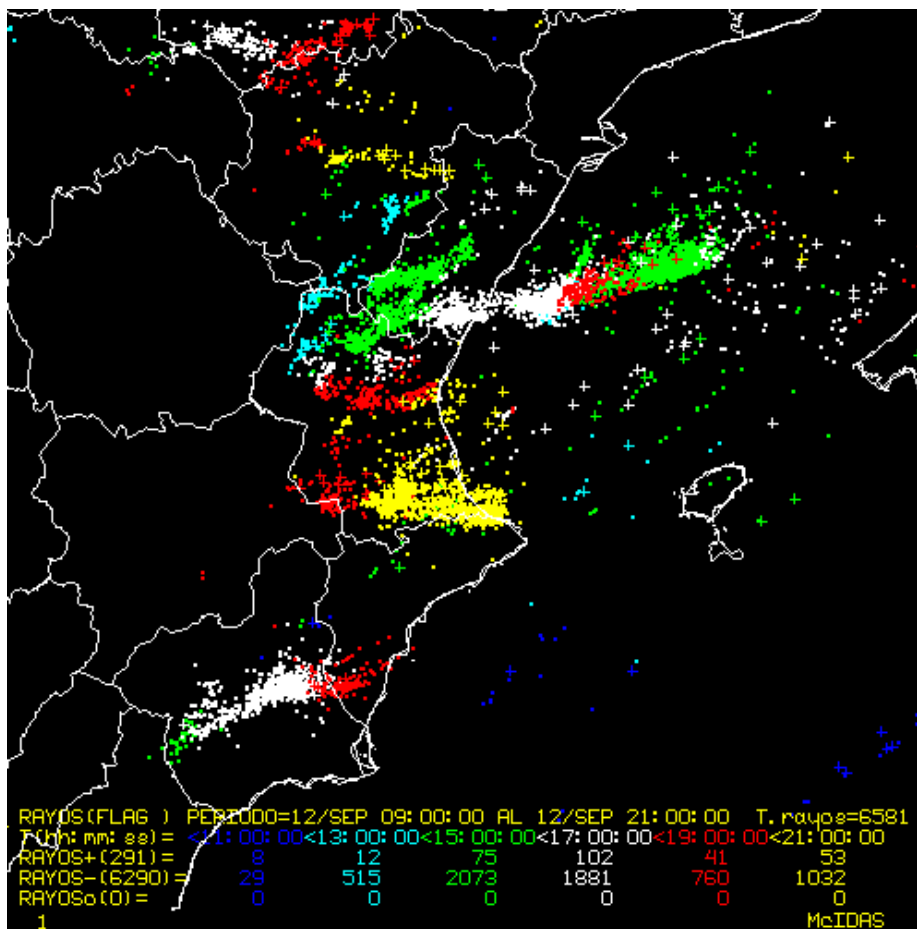 RAYOS(FLAG ) PERIODO=12/SEP 09:00:00 AL 12/SEP 21:00:00 T.rayos=6581
T(hh:mm:ss)= <11:00:00<13:00:00<15:00:00<17:00:00<19:00:00<21:00:00
RAYOS+(291)= 8 12 75 102 41 53
RAYOS-(6290)= 29 515 2073 1881 760 1032
RAYOSo(0)= 0 0 0 0 0 0
1 McIDAS